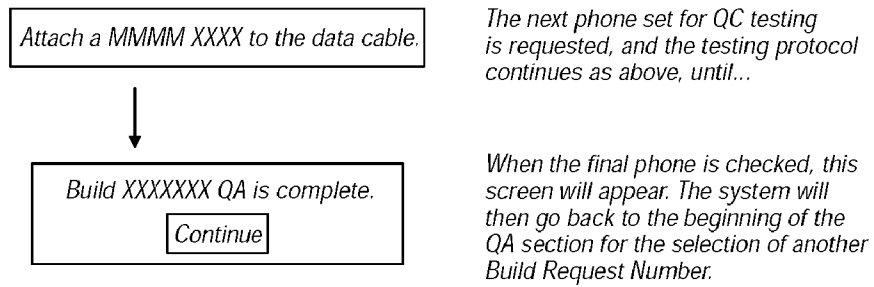 Attach a MMMM XXXX to the data cable.
The next phone set for QC testing
is requested, and the testing protocol
continues as above, until...
Build XXXXXXX QA is complete.
Continue
When the final phone is checked, this
screen will appear. The system will
then go back to the beginning of the
QA section for the selection of another
Build Request Number.